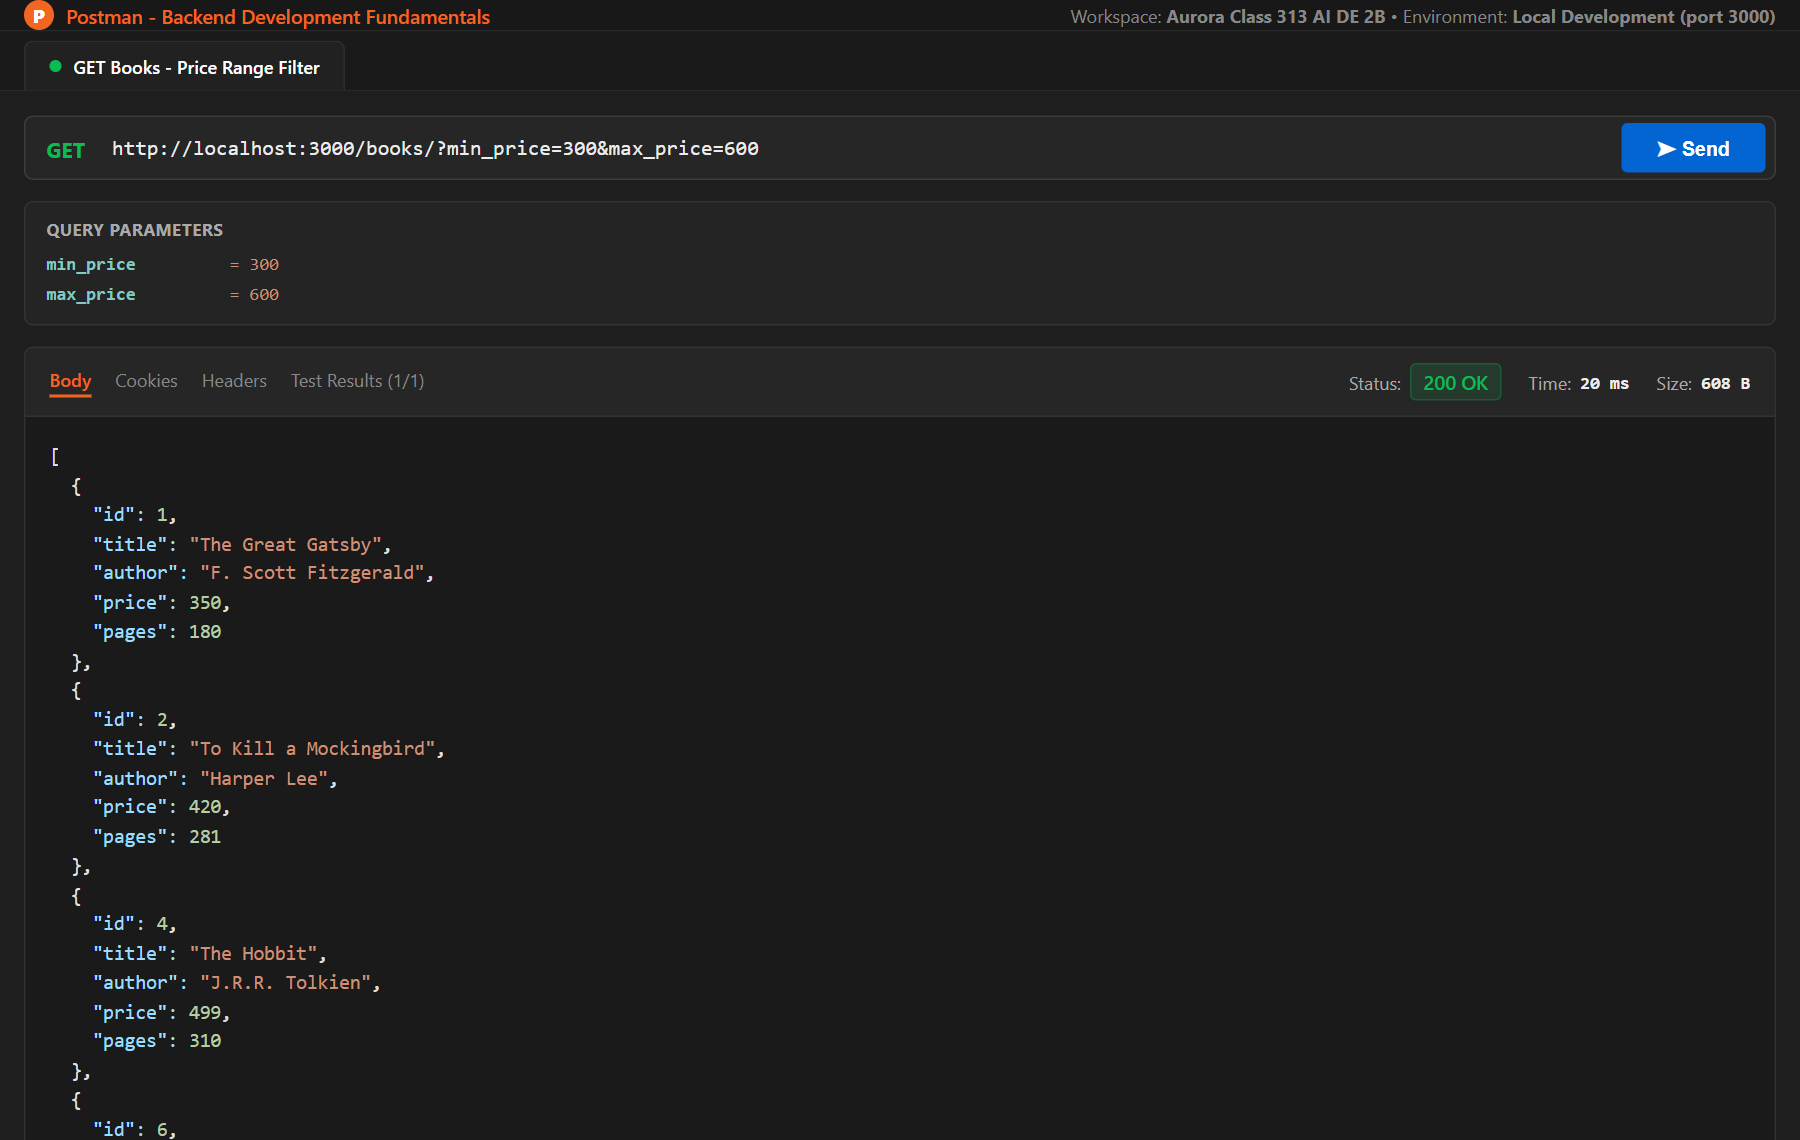 P Postman - Backend Development Fundamentals
Workspace: Aurora Class 313 AI DE 2B • Environment: Local Development (port 3000)
GET Books - Price Range Filter
GET http://localhost:3000/books/?min_price=300&max_price=600
➤ Send
QUERY PARAMETERS
min_price = 300
max_price = 600
Body Cookies Headers Test Results (1/1)
Status: 200 OK Time: 20 ms Size: 608 B
[
{
"id": 1,
"title": "The Great Gatsby",
"author": "F. Scott Fitzgerald",
"price": 350,
"pages": 180
},
{
"id": 2,
"title": "To Kill a Mockingbird",
"author": "Harper Lee",
"price": 420,
"pages": 281
},
{
"id": 4,
"title": "The Hobbit",
"author": "J.R.R. Tolkien",
"price": 499,
"pages": 310
},
{
"id": 6,